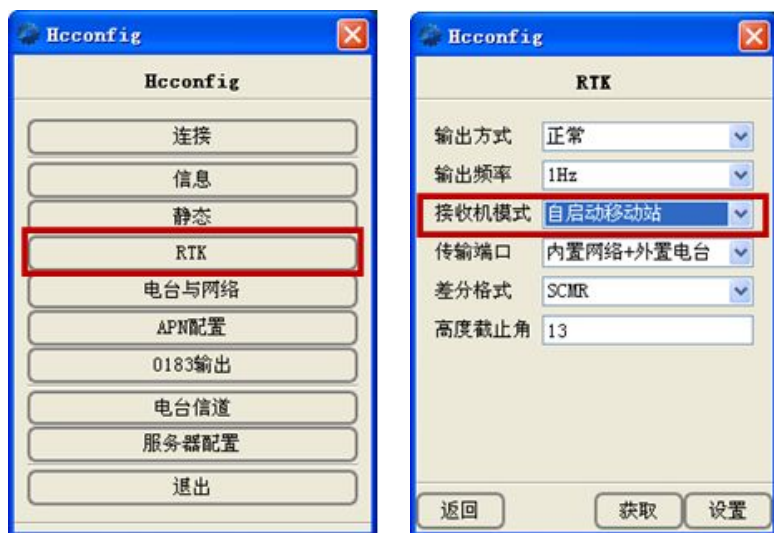 Hcconfig
Hcconfig
连接
信息
静态
RTK
电台与网络
APN配置
0183输出
电台信道
服务器配置
退出
Hcconfig
RTK
输出方式 正常
输出频率 1Hz
接收机模式 自启动移动站
传输端口 内置网络+外置电台
差分格式 SCMR
高度截止角 13
返回 获取 设置